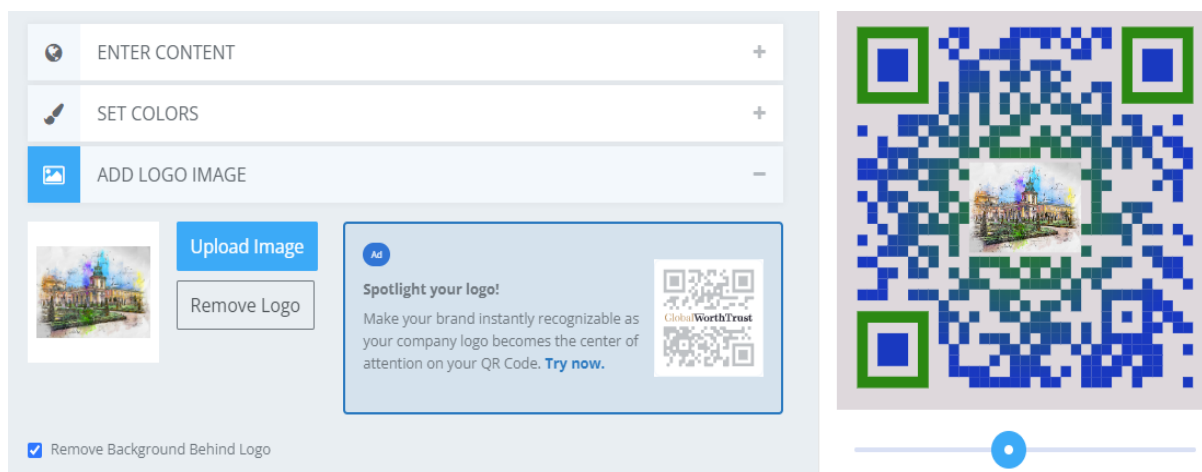 ENTER CONTENT
SET COLORS
ADD LOGO IMAGE
Upload Image
Remove Logo
Ad
Spotlight your logo!
Make your brand instantly recognizable as
your company logo becomes the center of
attention on your QR Code. Try now.
GlobalWorthTrust
Remove Background Behind Logo